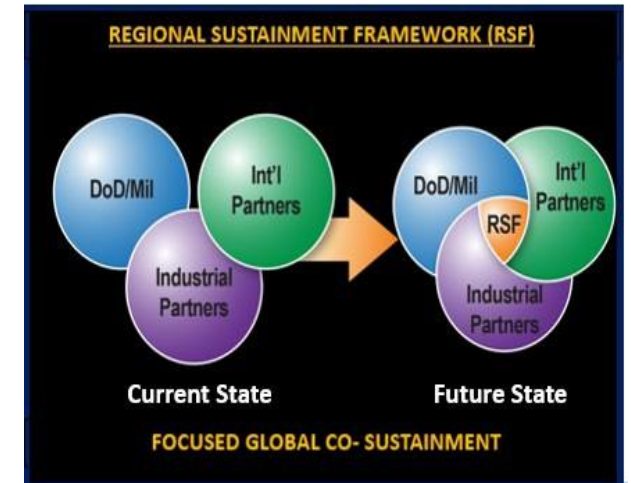 REGIONAL SUSTAINMENT FRAMEWORK (RSF)
DoD/Mil
Int'l
Partners
Industrial
Partners
DoD/Mil
Int'l
Partners
RSF
Industrial
Partners
Current State
Future State
FOCUSED GLOBAL CO- SUSTAINMENT